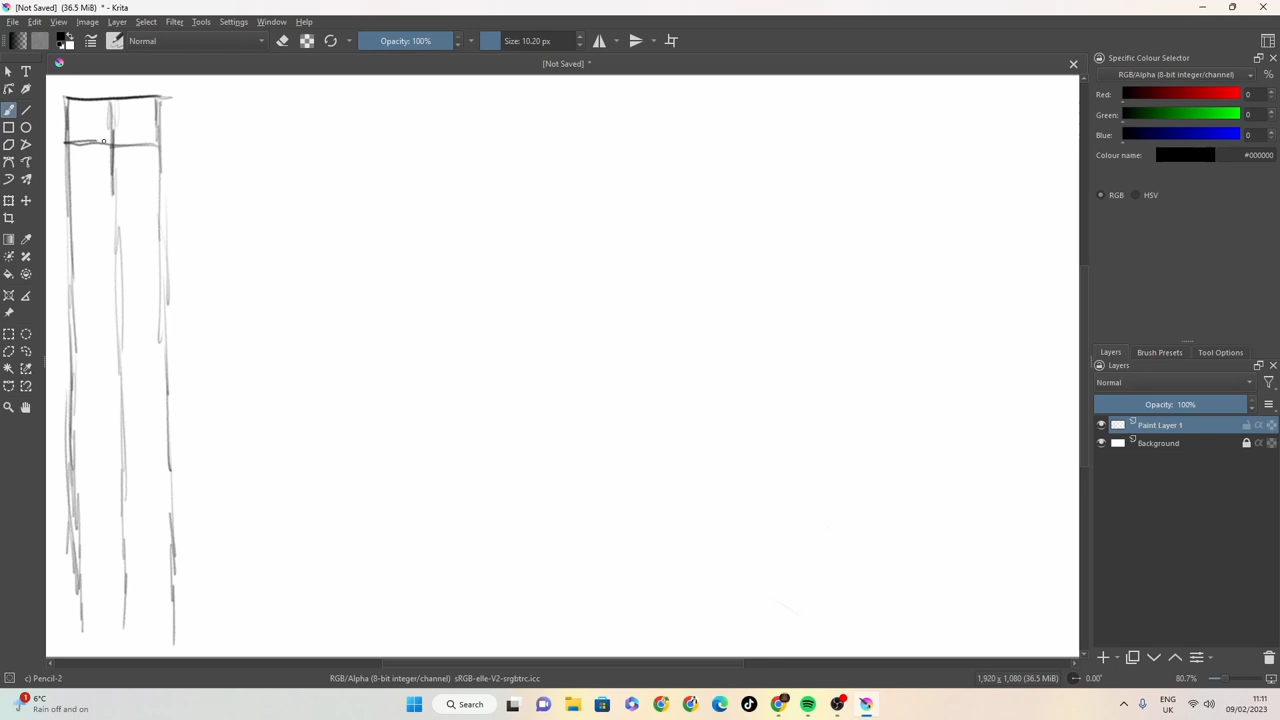 [Not Saved] (36.5 MiB) * - Krita
File Edit View Image Layer Select Filter Tools Settings Window Help
Normal Opacity: 100% Size: 10.20 px
[Not Saved] *
Specific Colour Selector
RGB/Alpha (8-bit integer/channel) %
Red: 0
Green: 0
Blue: 0
Colour name: #000000
RGB HSV
Layers Brush Presets Tool Options
Layers
Normal
Opacity: 100%
Paint Layer 1
Background
c) Pencil-2 RGB/Alpha (8-bit integer/channel) sRGB-elle-V2-srgbtrc.icc 1,920 x 1,080 (36.5 MiB) 0.00° 80.7%
1
6°C
Rain off and on
Search
ENG
UK
11:11
09/02/2023